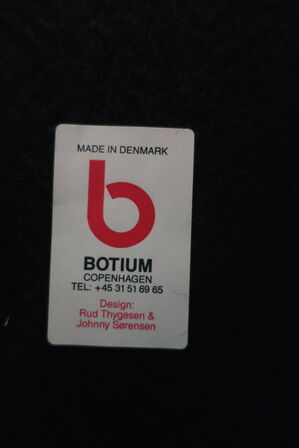 MADE IN DENMARK
b
BOTIUM
COPENHAGEN
TEL: +45 31 51 69 65
Design:
Rud Thygesen &
Johnny Sørensen